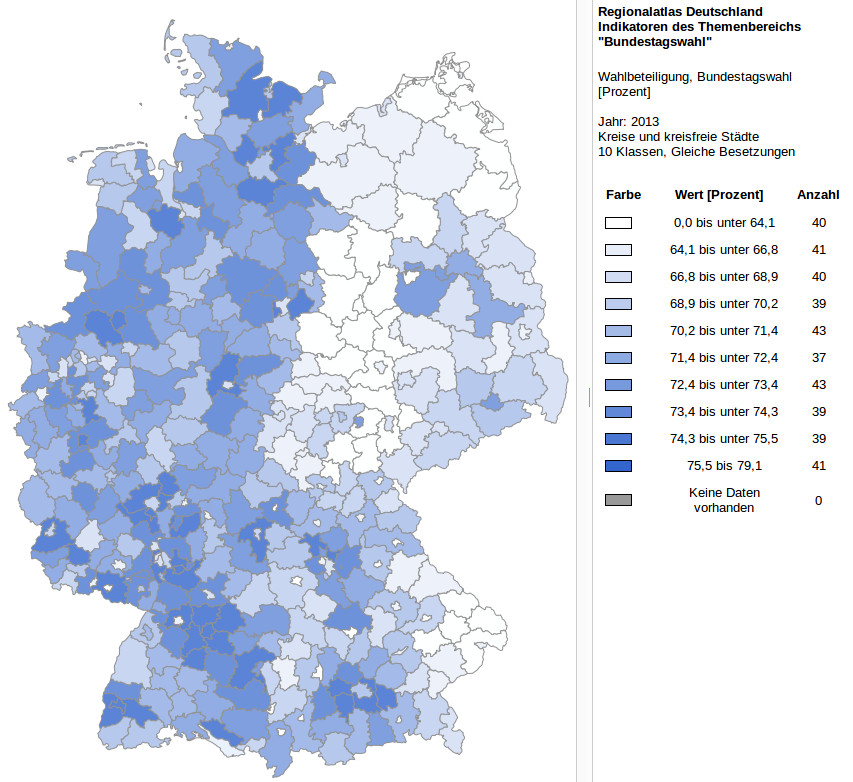 Regionalatlas Deutschland
Indikatoren des Themenbereichs
"Bundestagswahl"
Wahlbeteiligung, Bundestagswahl
[Prozent]
Jahr: 2013
Kreise und kreisfreie Städte
10 Klassen, Gleiche Besetzungen
Farbe Wert [Prozent] Anzahl
0,0 bis unter 64,1 40
64,1 bis unter 66,8 41
66,8 bis unter 68,9 40
68,9 bis unter 70,2 39
70,2 bis unter 71,4 43
71,4 bis unter 72,4 37
72,4 bis unter 73,4 43
73,4 bis unter 74,3 39
74,3 bis unter 75,5 39
75,5 bis 79,1 41
Keine Daten
vorhanden 0